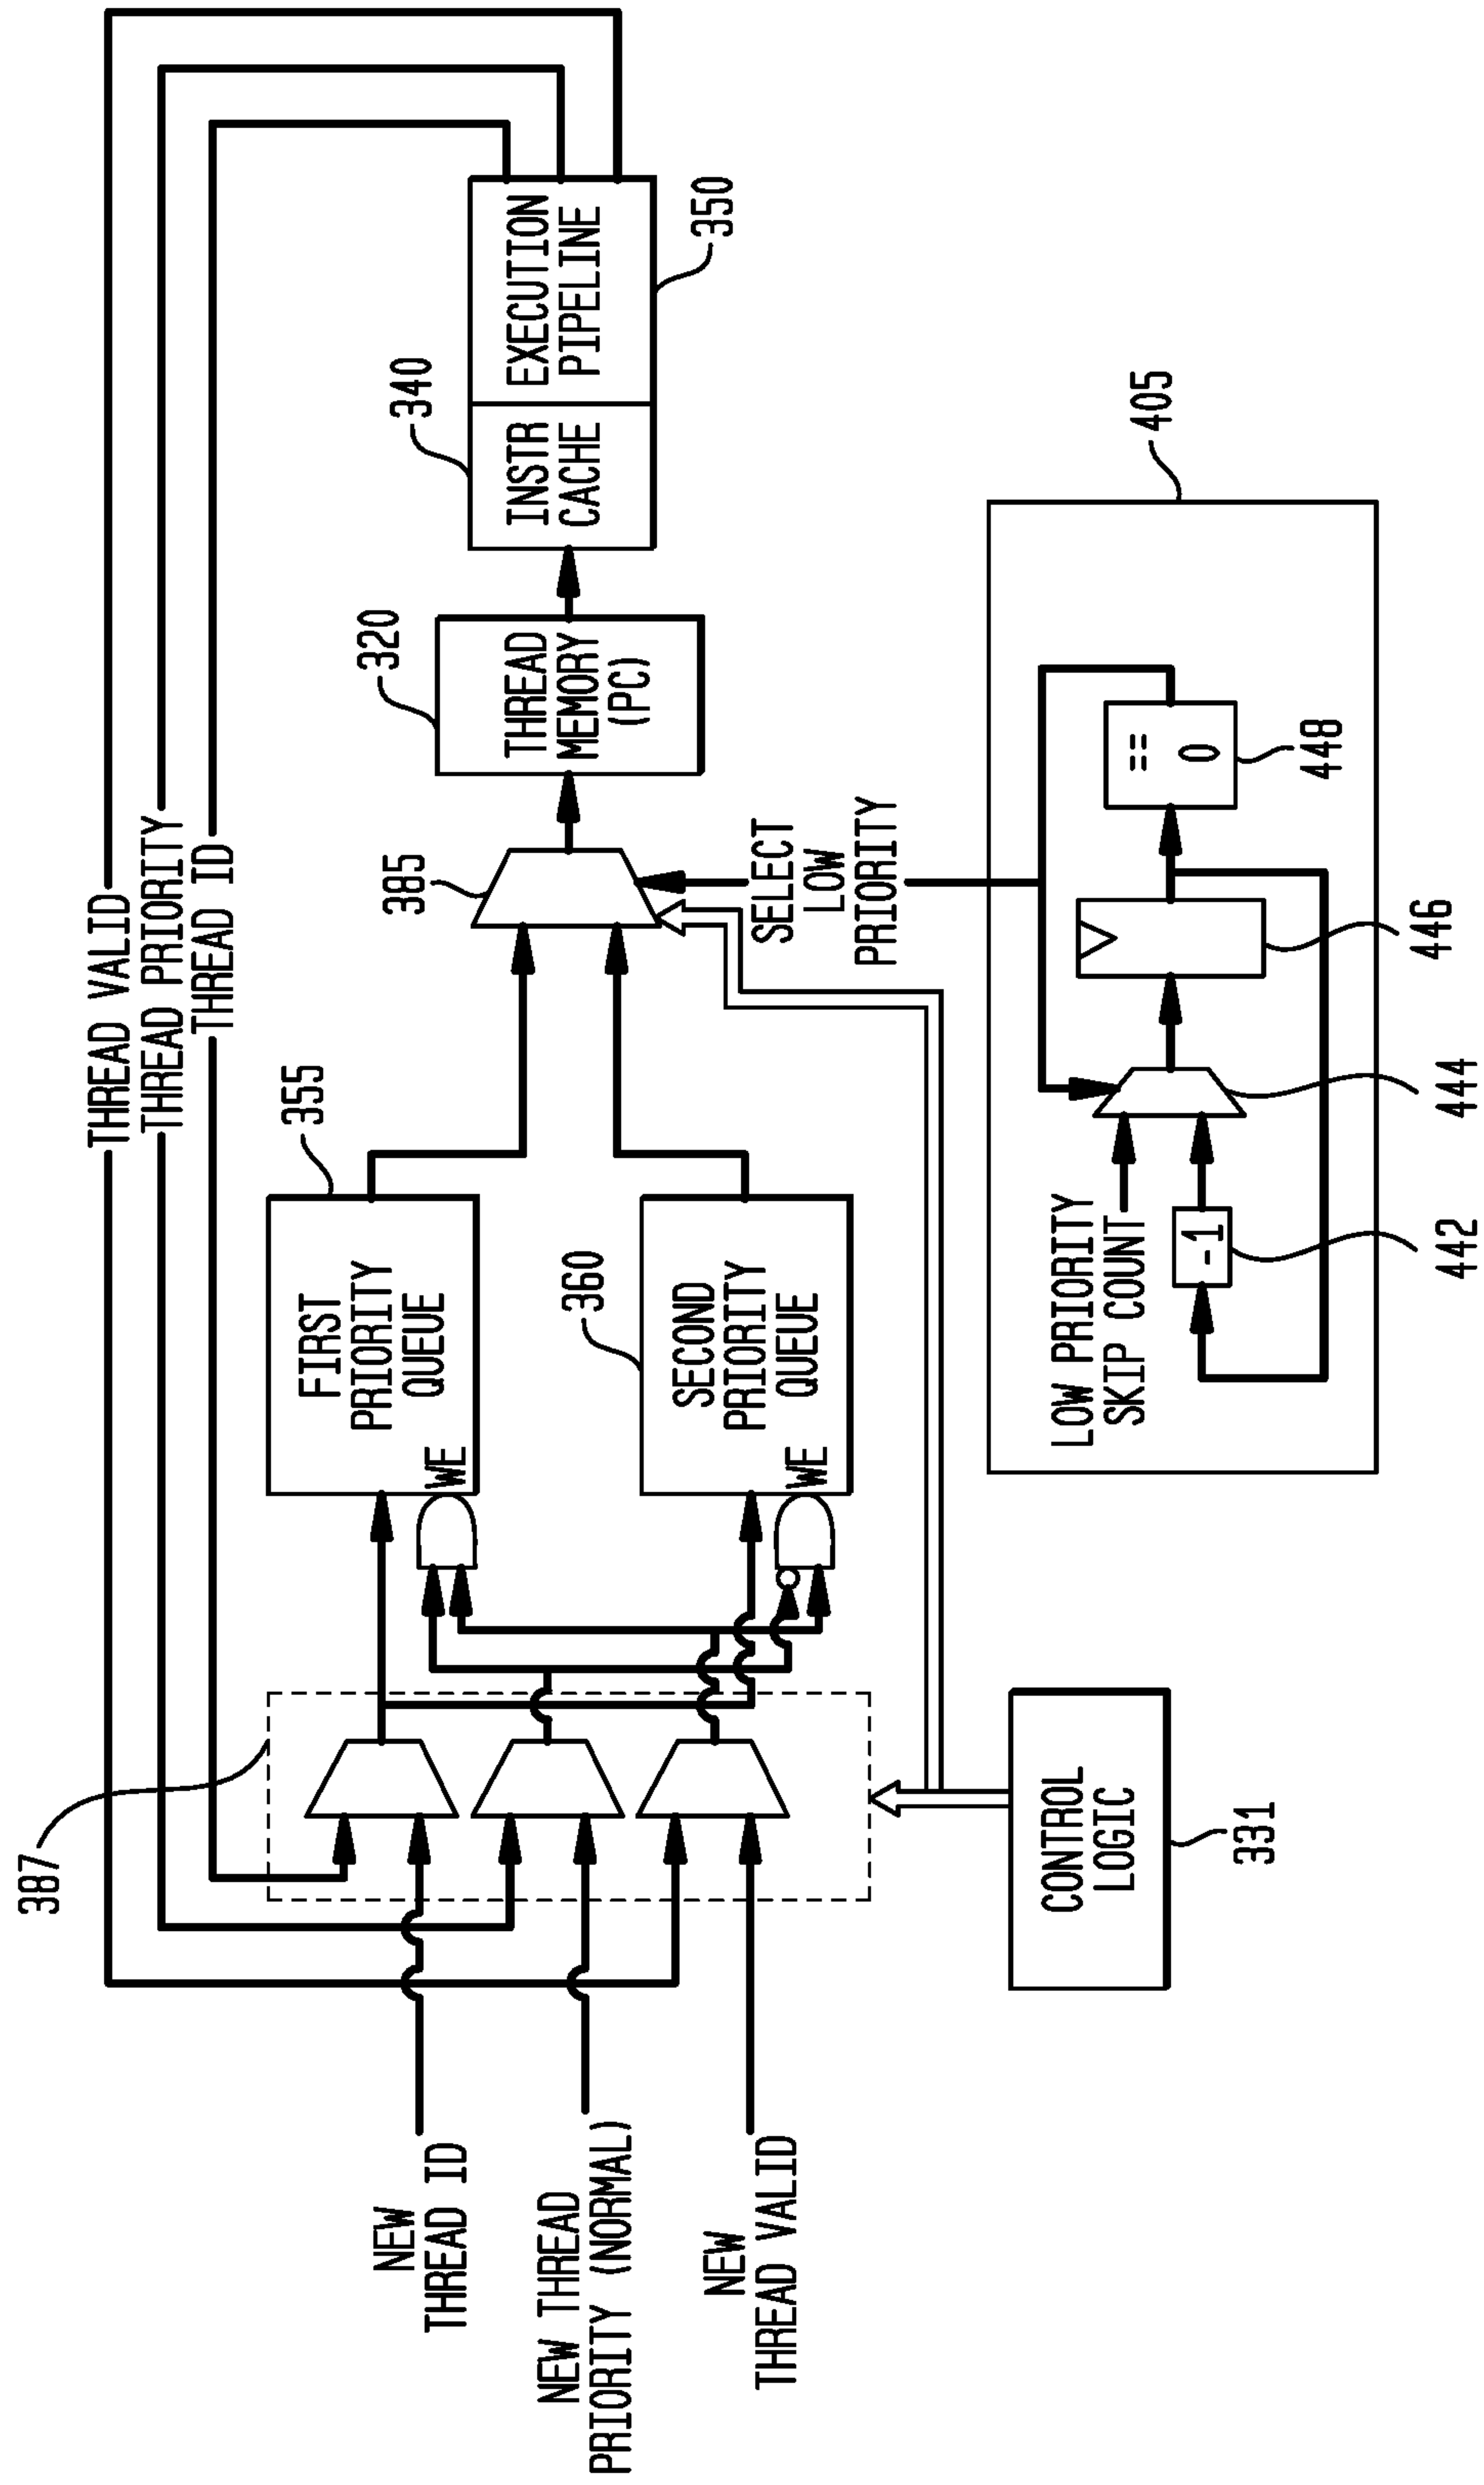 THREAD VALID
THREAD PRIORITY
THREAD ID
387
NEW
THREAD ID
NEW THREAD
PRIORITY (NORMAL)
NEW
THREAD VALID
355
FIRST
PRIORITY
QUEUE
WE
360
SECOND
PRIORITY
QUEUE
WE
385
320
THREAD
MEMORY
(PC)
340
INSTR
CACHE
EXECUTION
PIPELINE
350
SELECT
LOW
PRIORITY
CONTROL
LOGIC
331
405
LOW PRIORITY
SKIP COUNT
-1
442
444
446
==
0
448